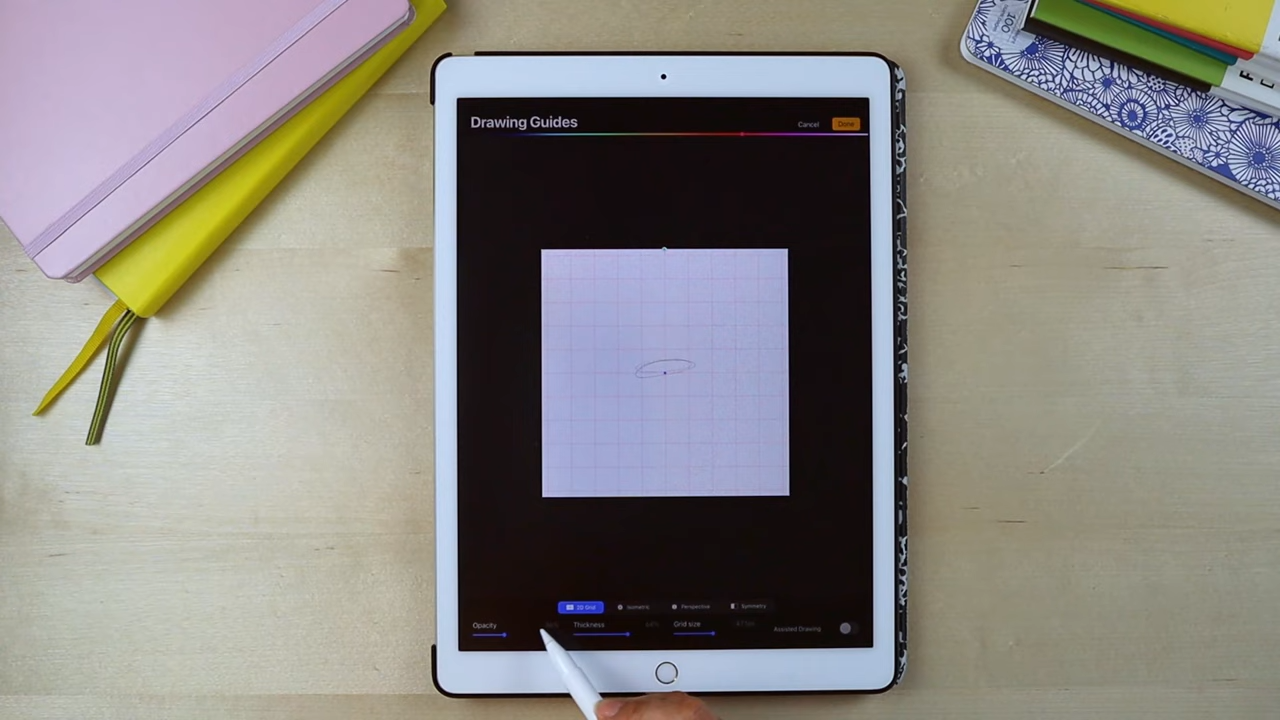 Drawing Guides
Cancel
Done
2D Grid
Isometric
Perspective
Symmetry
Opacity
Thickness
Grid size
Assisted Drawing